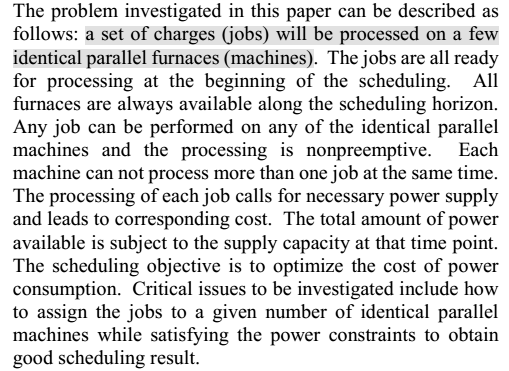 The problem investigated in this paper can be described as
follows: a set of charges (jobs) will be processed on a few
identical parallel furnaces (machines). The jobs are all ready
for processing at the beginning of the scheduling. All
furnaces are always available along the scheduling horizon.
Any job can be performed on any of the identical parallel
machines and the processing is nonpreemptive. Each
machine can not process more than one job at the same time.
The processing of each job calls for necessary power supply
and leads to corresponding cost. The total amount of power
available is subject to the supply capacity at that time point.
The scheduling objective is to optimize the cost of power
consumption. Critical issues to be investigated include how
to assign the jobs to a given number of identical parallel
machines while satisfying the power constraints to obtain
good scheduling result.